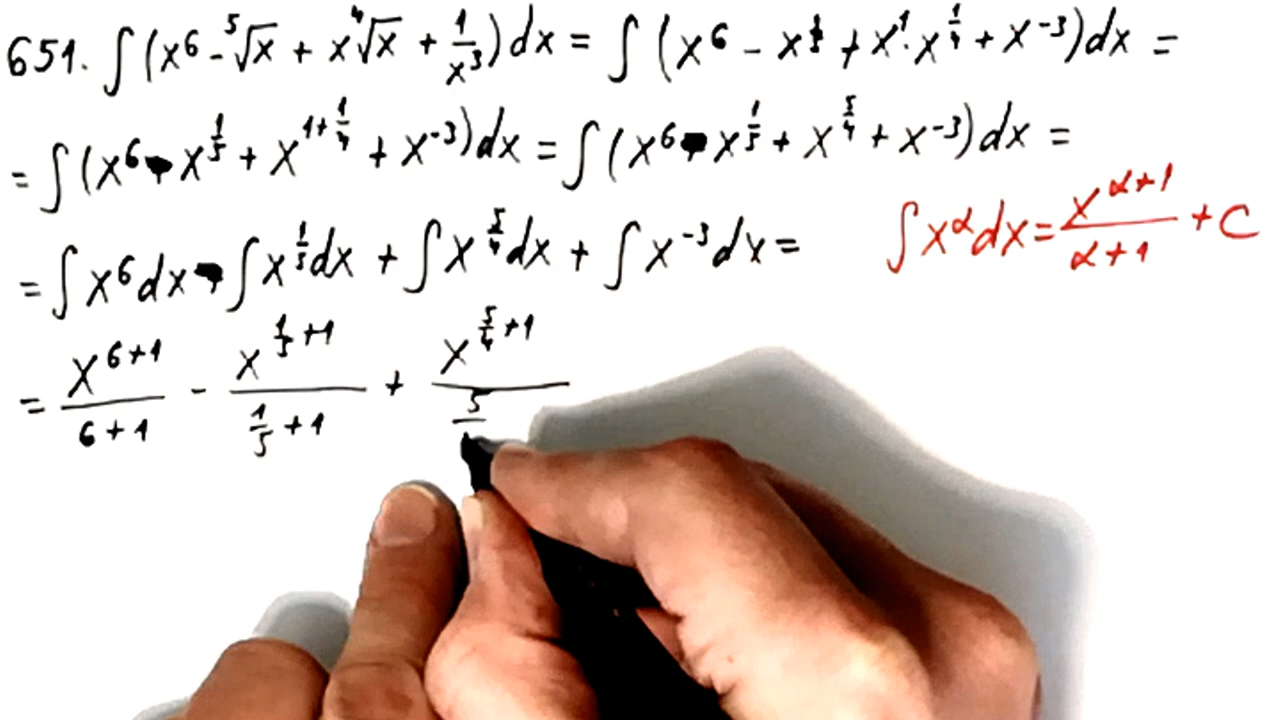 651. ∫(x⁶ - ⁵√x + x⁴√x + 1/x³)dx = ∫(x⁶ - x^(1/5) + x¹·x^(1/4) + x⁻³)dx =
= ∫(x⁶ - x^(1/5) + x^(1+1/4) + x⁻³)dx = ∫(x⁶ - x^(1/5) + x^(5/4) + x⁻³)dx =
= ∫x⁶dx - ∫x^(1/5)dx + ∫x^(5/4)dx + ∫x⁻³dx =
∫x^α dx = x^(α+1)/(α+1) + C
= x^(6+1)/(6+1) - x^(1/5+1)/(1/5+1) + x^(5/4+1)/5